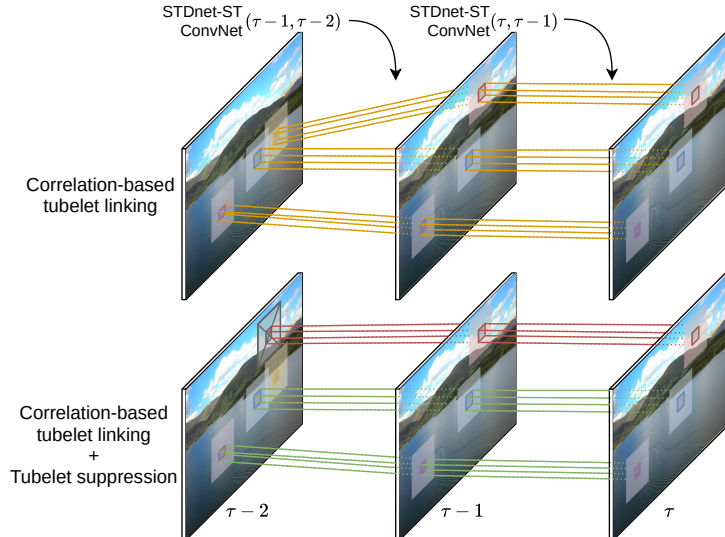 STDnet-ST
ConvNet (τ−1, τ−2)
STDnet-ST
ConvNet (τ, τ−1)
Correlation-based
tubelet linking
Correlation-based
tubelet linking
+
Tubelet suppression
τ−2
τ−1
τ